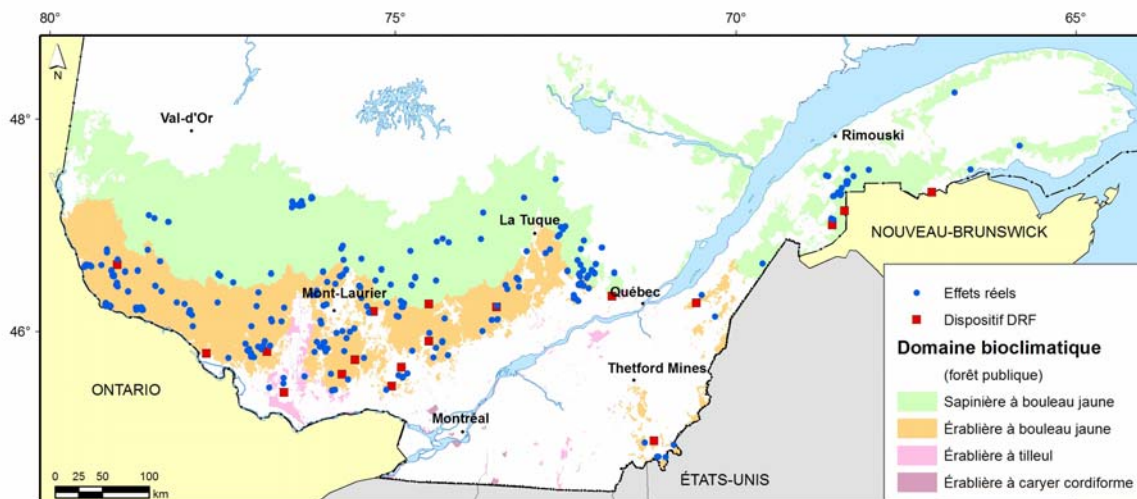 80°
75°
70°
65°
N
48°
48°
46°
46°
Val-d'Or
Rimouski
La Tuque
Mont-Laurier
Québec
Thetford Mines
Montréal
ONTARIO
NOUVEAU-BRUNSWICK
ÉTATS-UNIS
Effets réels
Dispositif DRF
Domaine bioclimatique
(forêt publique)
Sapinière à bouleau jaune
Érablière à bouleau jaune
Érablière à tilleul
Érablière à caryer cordiforme
0 25 50 100
km